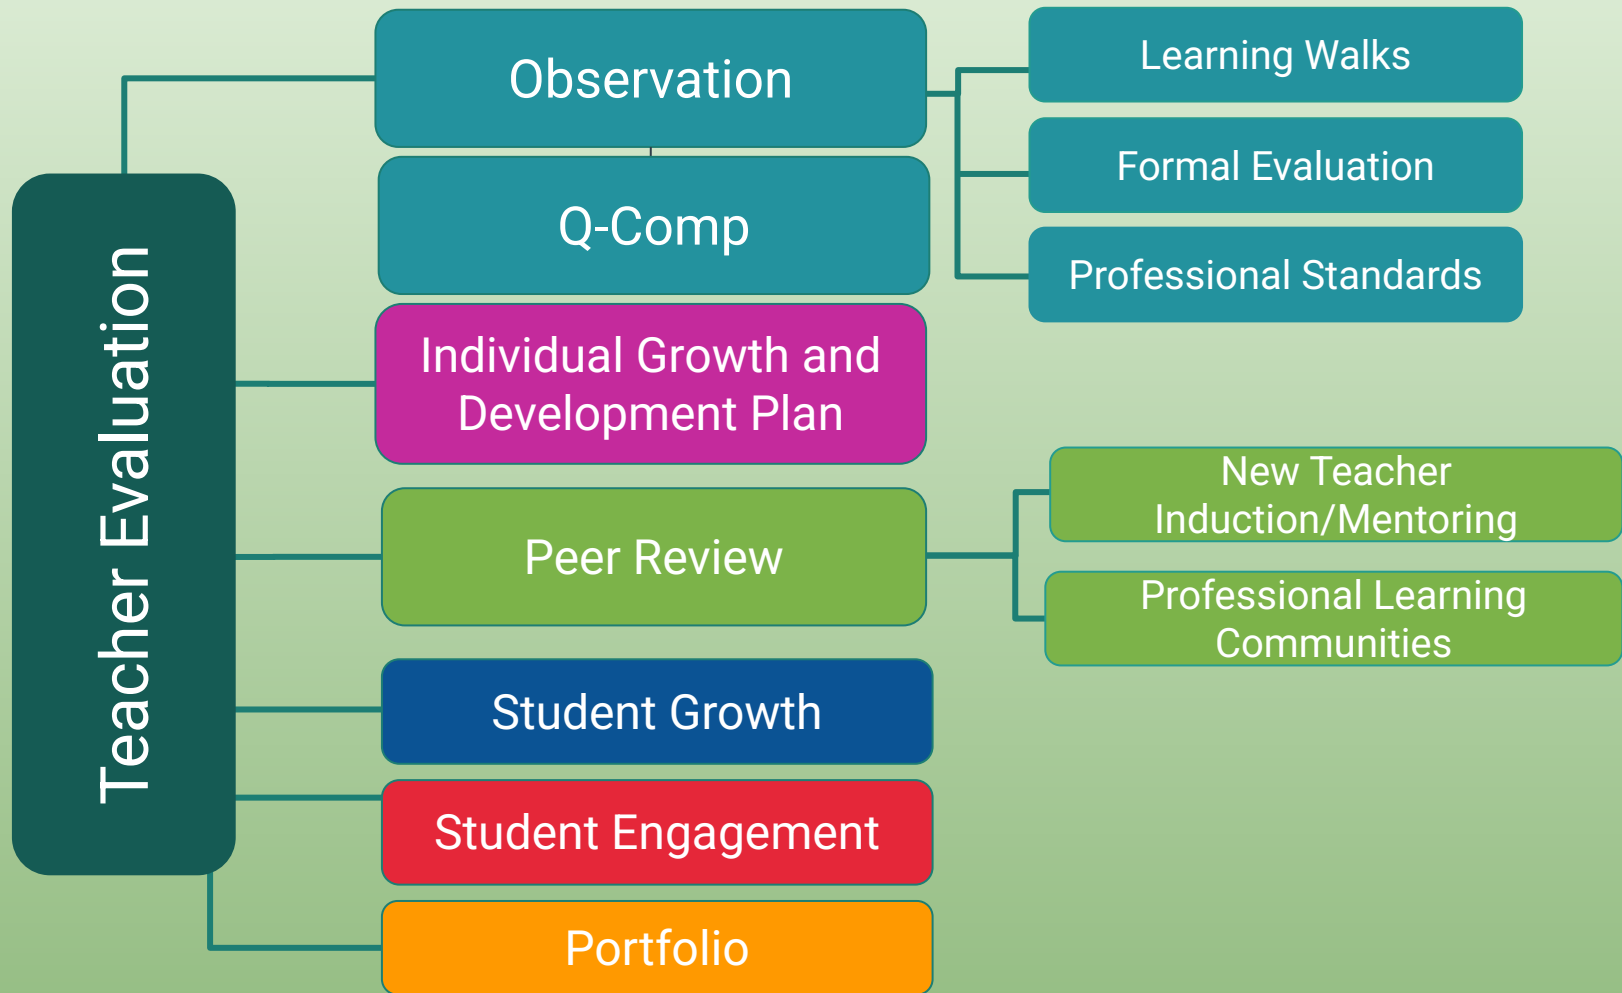 Teacher Evaluation
Observation
Learning Walks
Formal Evaluation
Professional Standards
Q-Comp
Individual Growth and
Development Plan
Peer Review
New Teacher
Induction/Mentoring
Professional Learning
Communities
Student Growth
Student Engagement
Portfolio